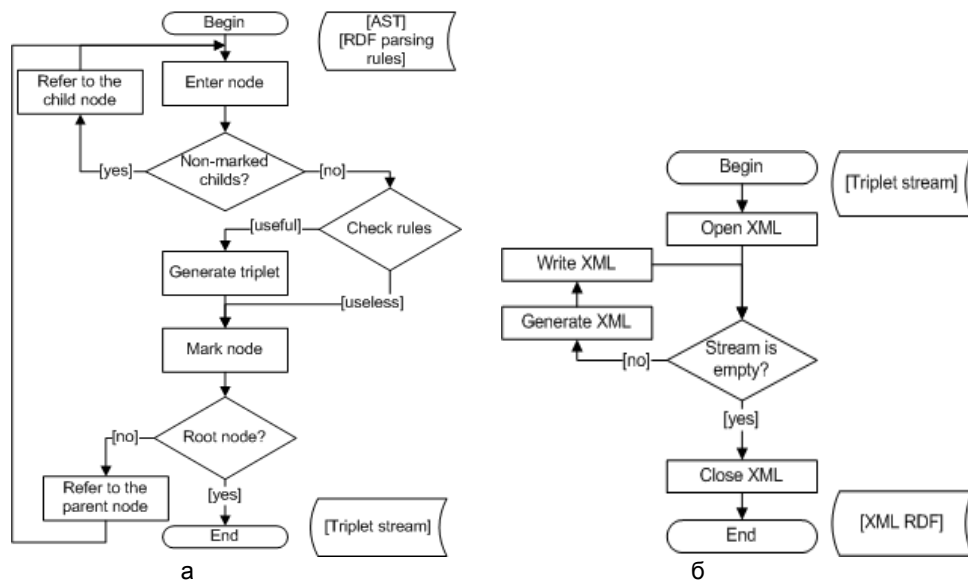 Begin
[AST]
[RDF parsing
rules]
Refer to the
child node
Enter node
[yes]
Non-marked
childs?
[no]
[useful]
Check rules
Generate triplet
[useless]
Mark node
[no]
Root node?
Refer to the
parent node
[yes]
End
[Triplet stream]
а
Begin
[Triplet stream]
Open XML
Write XML
Generate XML
[no]
Stream is
empty?
[yes]
Close XML
End
[XML RDF]
б